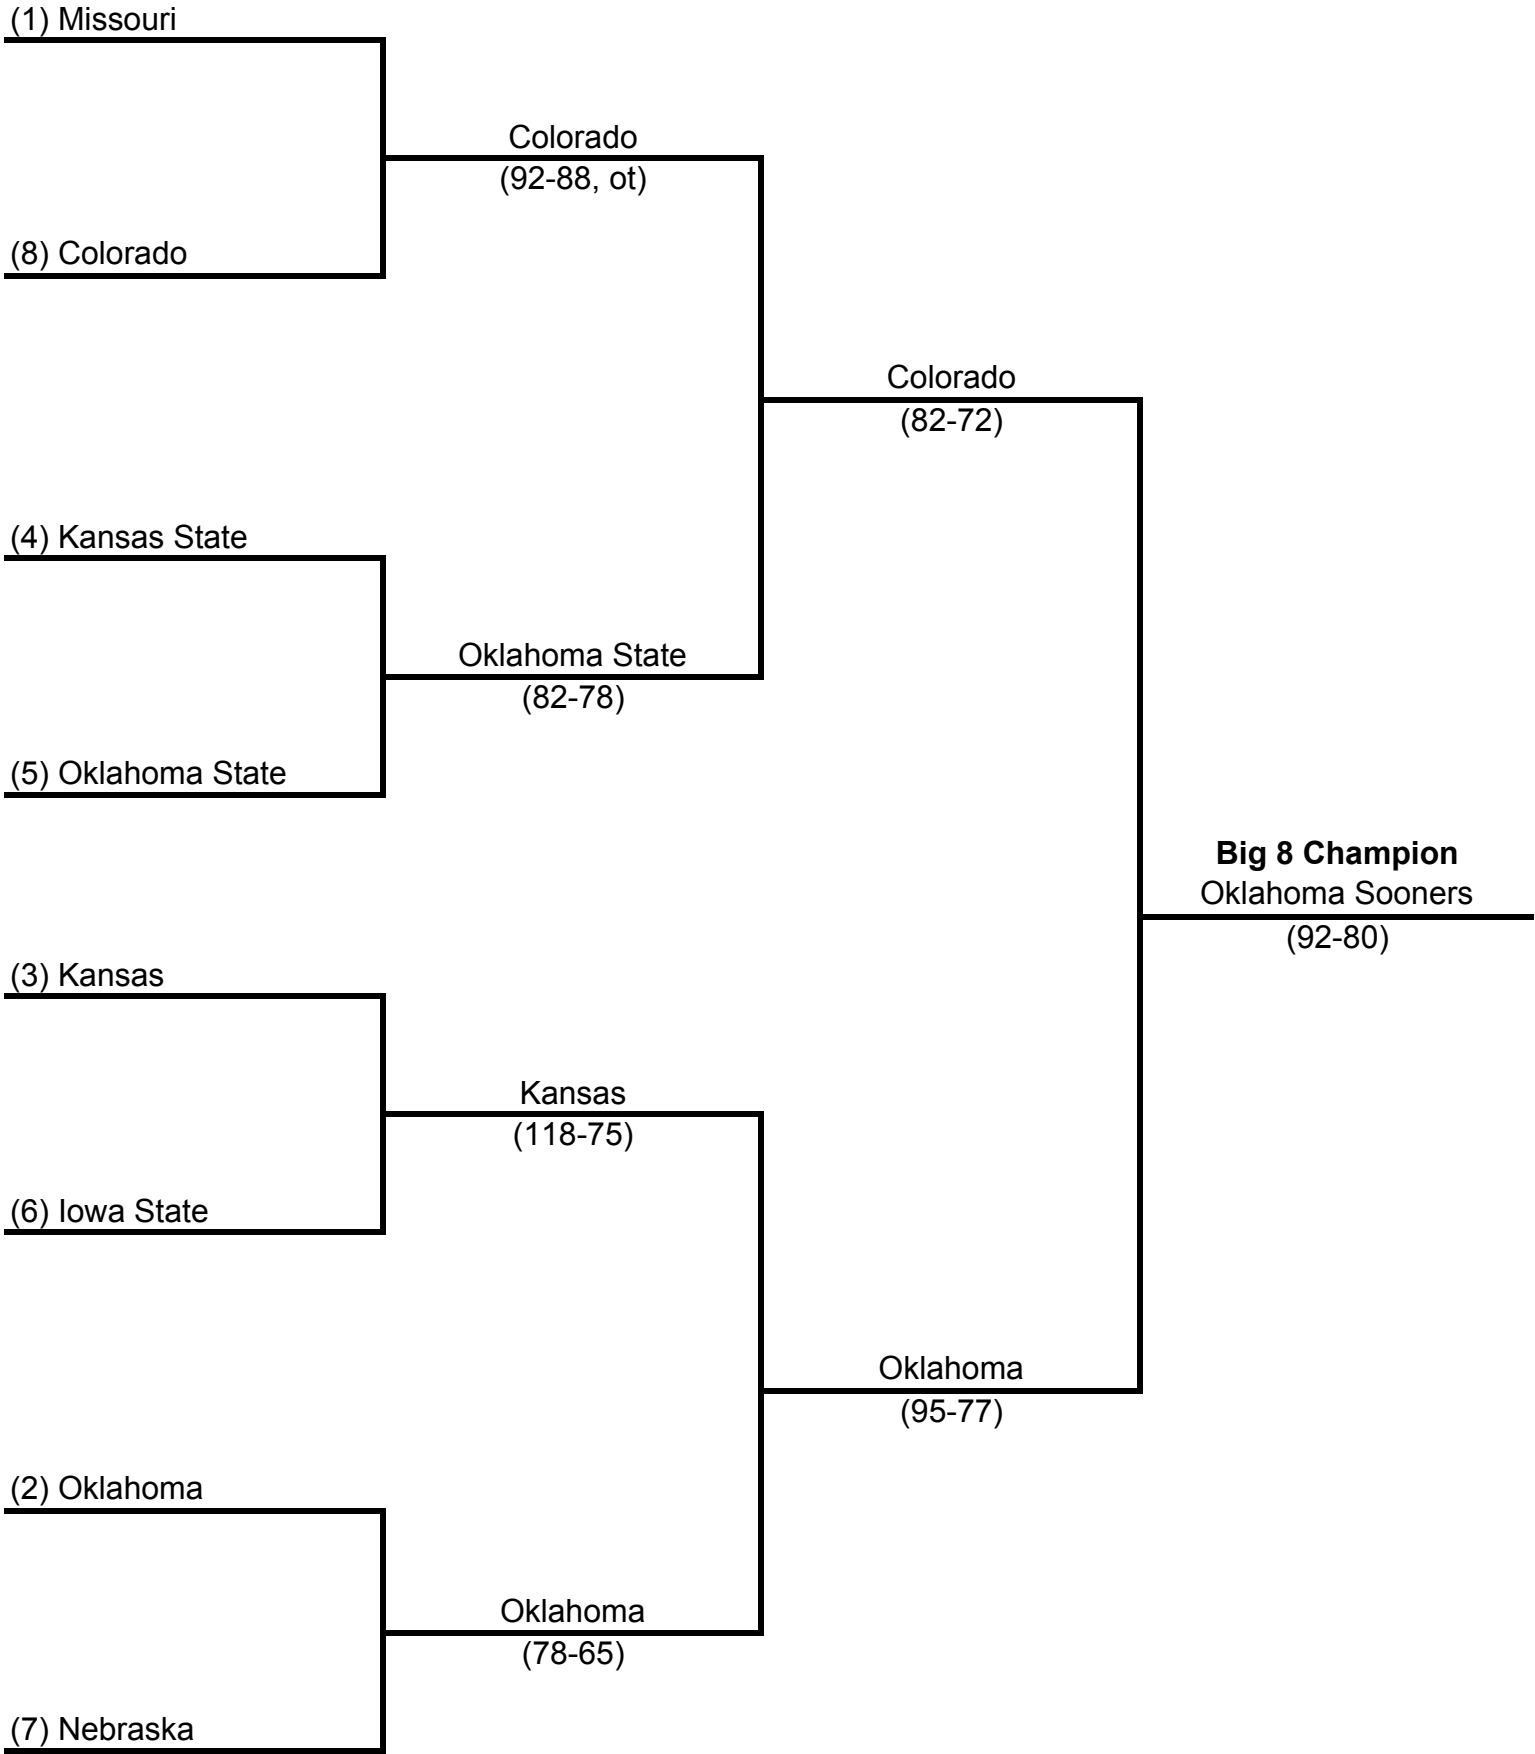 (1) Missouri
Colorado
(92-88, ot)
(8) Colorado
Colorado
(82-72)
(4) Kansas State
Oklahoma State
(82-78)
(5) Oklahoma State
Big 8 Champion
Oklahoma Sooners
(92-80)
(3) Kansas
Kansas
(118-75)
(6) Iowa State
Oklahoma
(95-77)
(2) Oklahoma
Oklahoma
(78-65)
(7) Nebraska